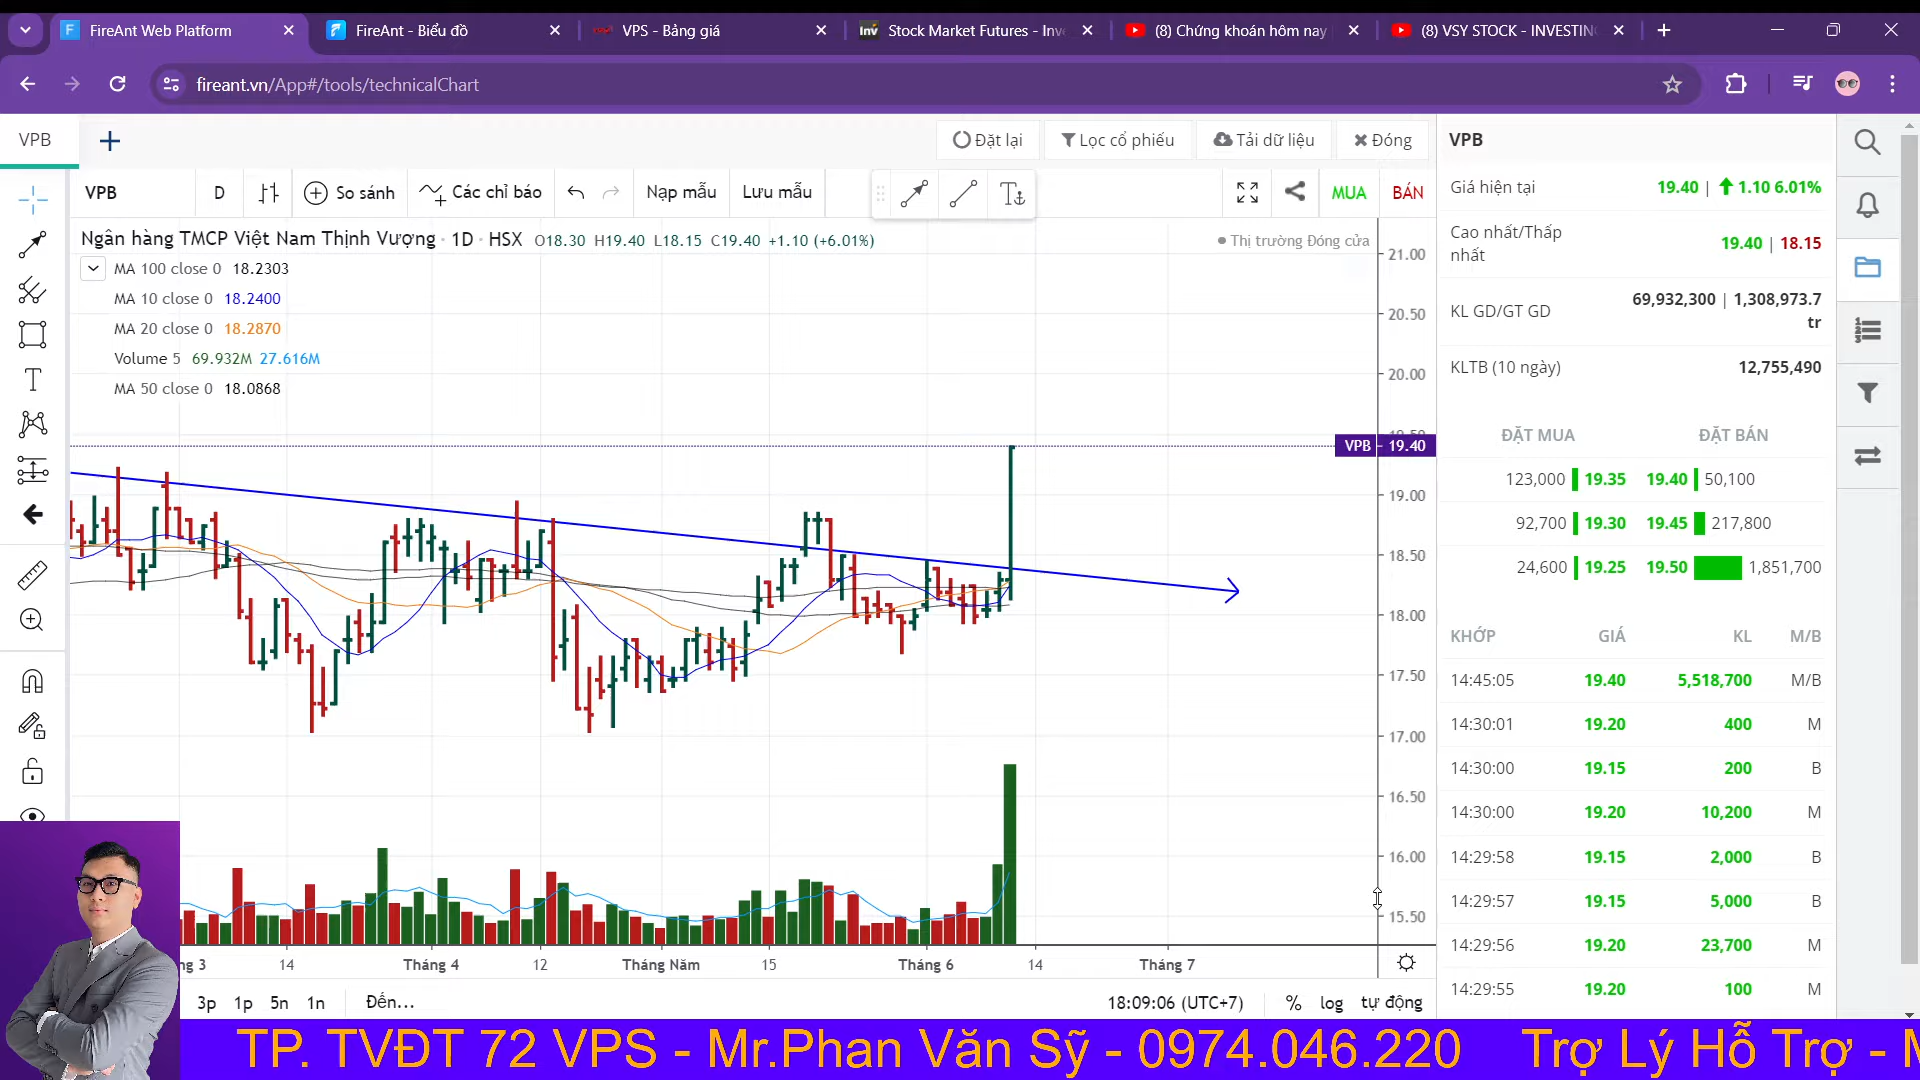 FireAnt Web Platform
FireAnt - Biểu đồ
VPS - Bảng giá
Stock Market Futures - Inve
(8) Chứng khoán hôm nay
(8) VSY STOCK - INVESTIN
fireant.vn/App#/tools/technicalChart
VPB
Đặt lại
Lọc cổ phiếu
Tải dữ liệu
Đóng
VPB
D
So sánh
Các chỉ báo
Nạp mẫu
Lưu mẫu
MUA
BÁN
Ngân hàng TMCP Việt Nam Thịnh Vượng · 1D · HSX O18.30 H19.40 L18.15 C19.40 +1.10 (+6.01%)
Thị trường Đóng cửa
MA 100 close 0 18.2303
MA 10 close 0 18.2400
MA 20 close 0 18.2870
Volume 5 69.932M 27.616M
MA 50 close 0 18.0868
21.00
20.50
20.00
VPB 19.40
19.00
18.50
18.00
17.50
17.00
16.50
16.00
15.50
14
Tháng 4
12
Tháng Năm
15
Tháng 6
14
Tháng 7
3p 1p 5n 1n
Đến...
18:09:06 (UTC+7)
% log tự động
VPB
Giá hiện tại 19.40 | 1.10 6.01%
Cao nhất/Thấp nhất 19.40 | 18.15
KL GD/GT GD 69,932,300 | 1,308,973.7 tr
KLTB (10 ngày) 12,755,490
ĐẶT MUA ĐẶT BÁN
123,000 19.35 19.40 50,100
92,700 19.30 19.45 217,800
24,600 19.25 19.50 1,851,700
KHỚP GIÁ KL M/B
14:45:05 19.40 5,518,700 M/B
14:30:01 19.20 400 M
14:30:00 19.15 200 B
14:30:00 19.20 10,200 M
14:29:58 19.15 2,000 B
14:29:57 19.15 5,000 B
14:29:56 19.20 23,700 M
14:29:55 19.20 100 M
TP. TVĐT 72 VPS - Mr.Phan Văn Sỹ - 0974.046.220 Trợ Lý Hỗ Trợ - M